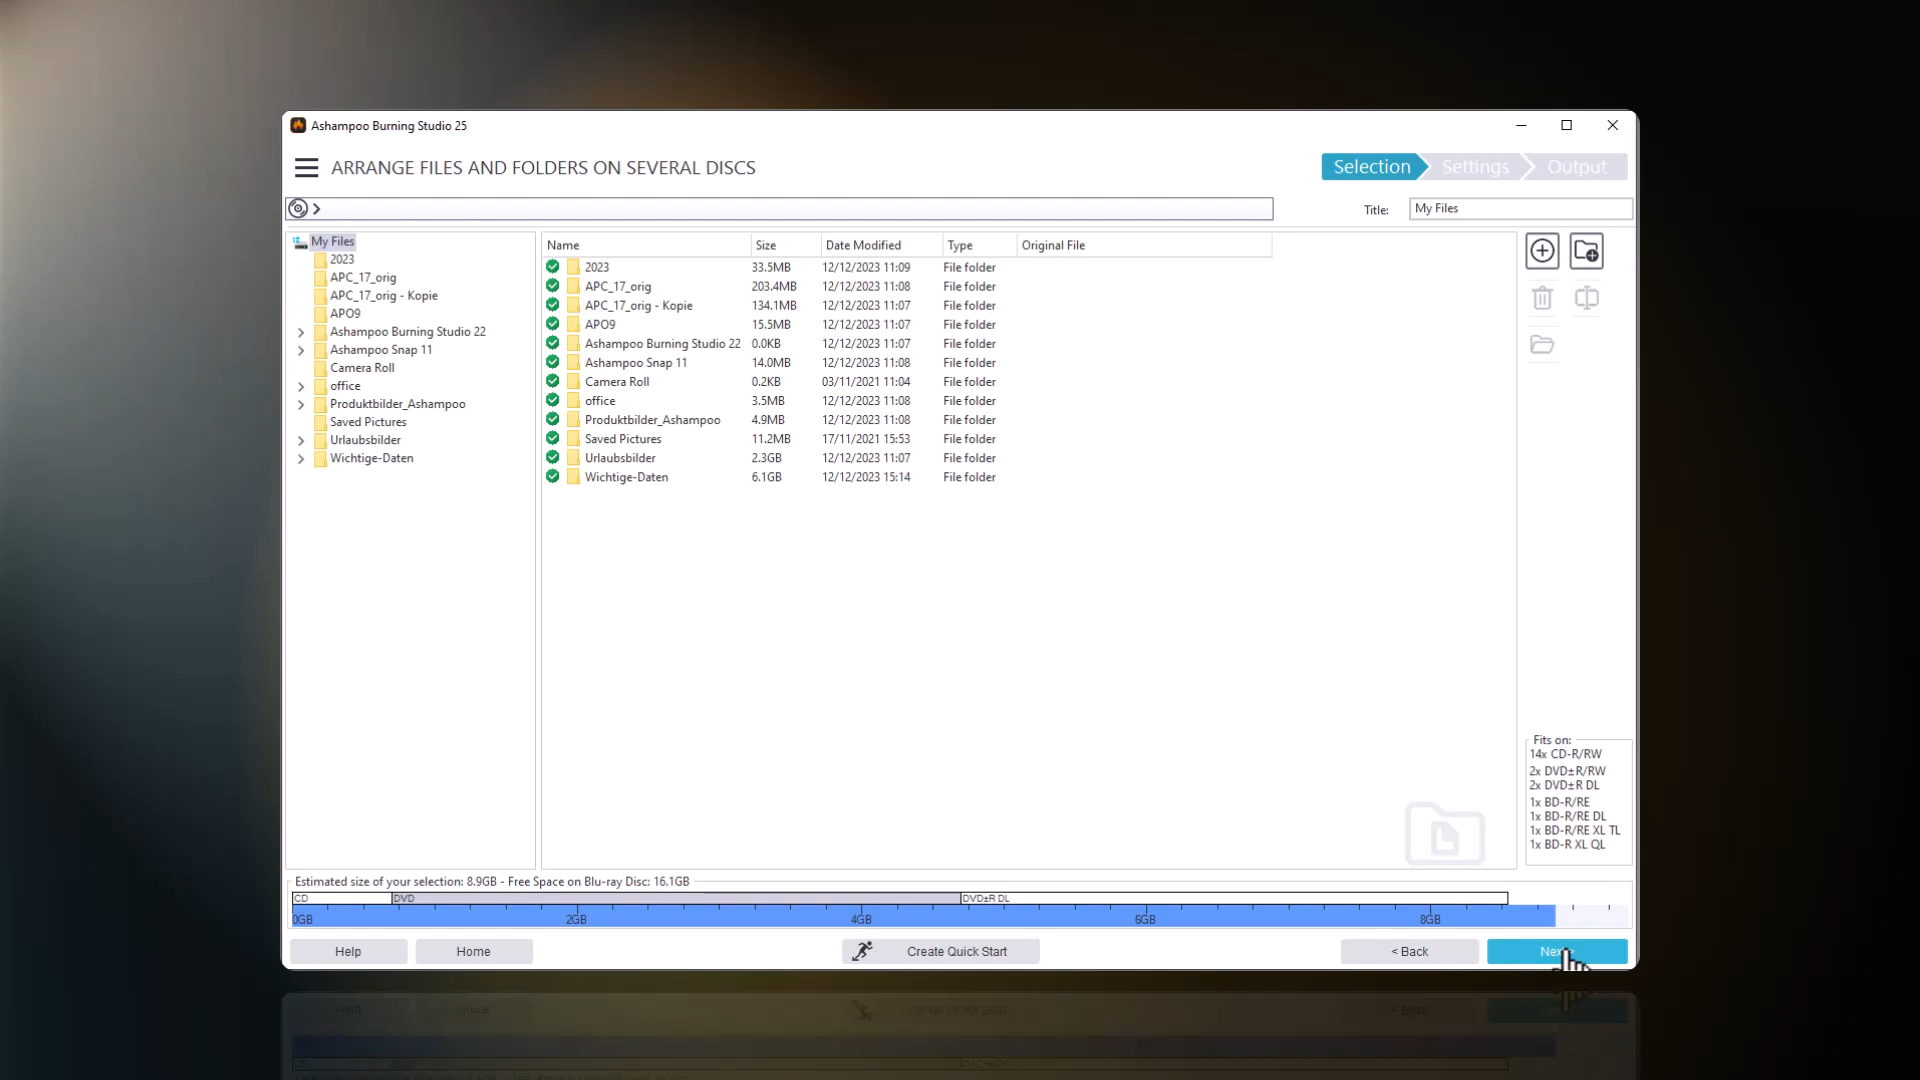 Ashampoo Burning Studio 25
ARRANGE FILES AND FOLDERS ON SEVERAL DISCS
Selection Settings Output
Title: My Files
My Files
2023
APC_17_orig
APC_17_orig - Kopie
APO9
Ashampoo Burning Studio 22
Ashampoo Snap 11
Camera Roll
office
Produktbilder_Ashampoo
Saved Pictures
Urlaubsbilder
Wichtige-Daten
Name Size Date Modified Type Original File
2023 33.5MB 12/12/2023 11:09 File folder
APC_17_orig 203.4MB 12/12/2023 11:08 File folder
APC_17_orig - Kopie 134.1MB 12/12/2023 11:07 File folder
APO9 15.5MB 12/12/2023 11:07 File folder
Ashampoo Burning Studio 22 0.0KB 12/12/2023 11:07 File folder
Ashampoo Snap 11 14.0MB 12/12/2023 11:08 File folder
Camera Roll 0.2KB 03/11/2021 11:04 File folder
office 3.5MB 12/12/2023 11:08 File folder
Produktbilder_Ashampoo 4.9MB 12/12/2023 11:08 File folder
Saved Pictures 11.2MB 17/11/2021 15:53 File folder
Urlaubsbilder 2.3GB 12/12/2023 11:07 File folder
Wichtige-Daten 6.1GB 12/12/2023 15:14 File folder
Fits on:
14x CD-R/RW
2x DVD±R/RW
2x DVD±R DL
1x BD-R/RE
1x BD-R/RE DL
1x BD-R/RE XL TL
1x BD-R XL QL
Estimated size of your selection: 8.9GB - Free Space on Blu-ray Disc: 16.1GB
CD DVD DVD±R DL
0GB 2GB 4GB 6GB 8GB
Help Home Create Quick Start < Back